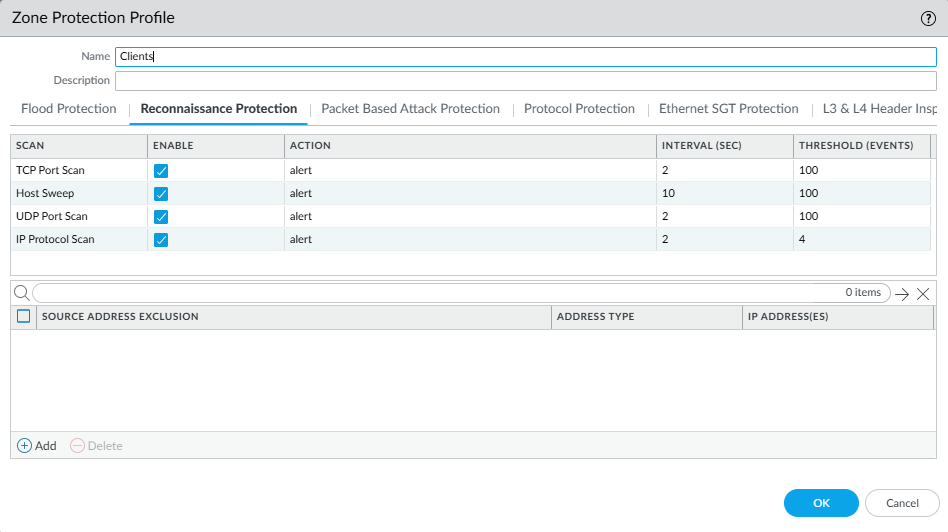 Zone Protection Profile
Name Clients
Description
Flood Protection Reconnaissance Protection Packet Based Attack Protection Protocol Protection Ethernet SGT Protection L3 & L4 Header Insp
SCAN ENABLE ACTION INTERVAL (SEC) THRESHOLD (EVENTS)
TCP Port Scan alert 2 100
Host Sweep alert 10 100
UDP Port Scan alert 2 100
IP Protocol Scan alert 2 4
0 items
SOURCE ADDRESS EXCLUSION ADDRESS TYPE IP ADDRESS(ES)
Add Delete
OK Cancel